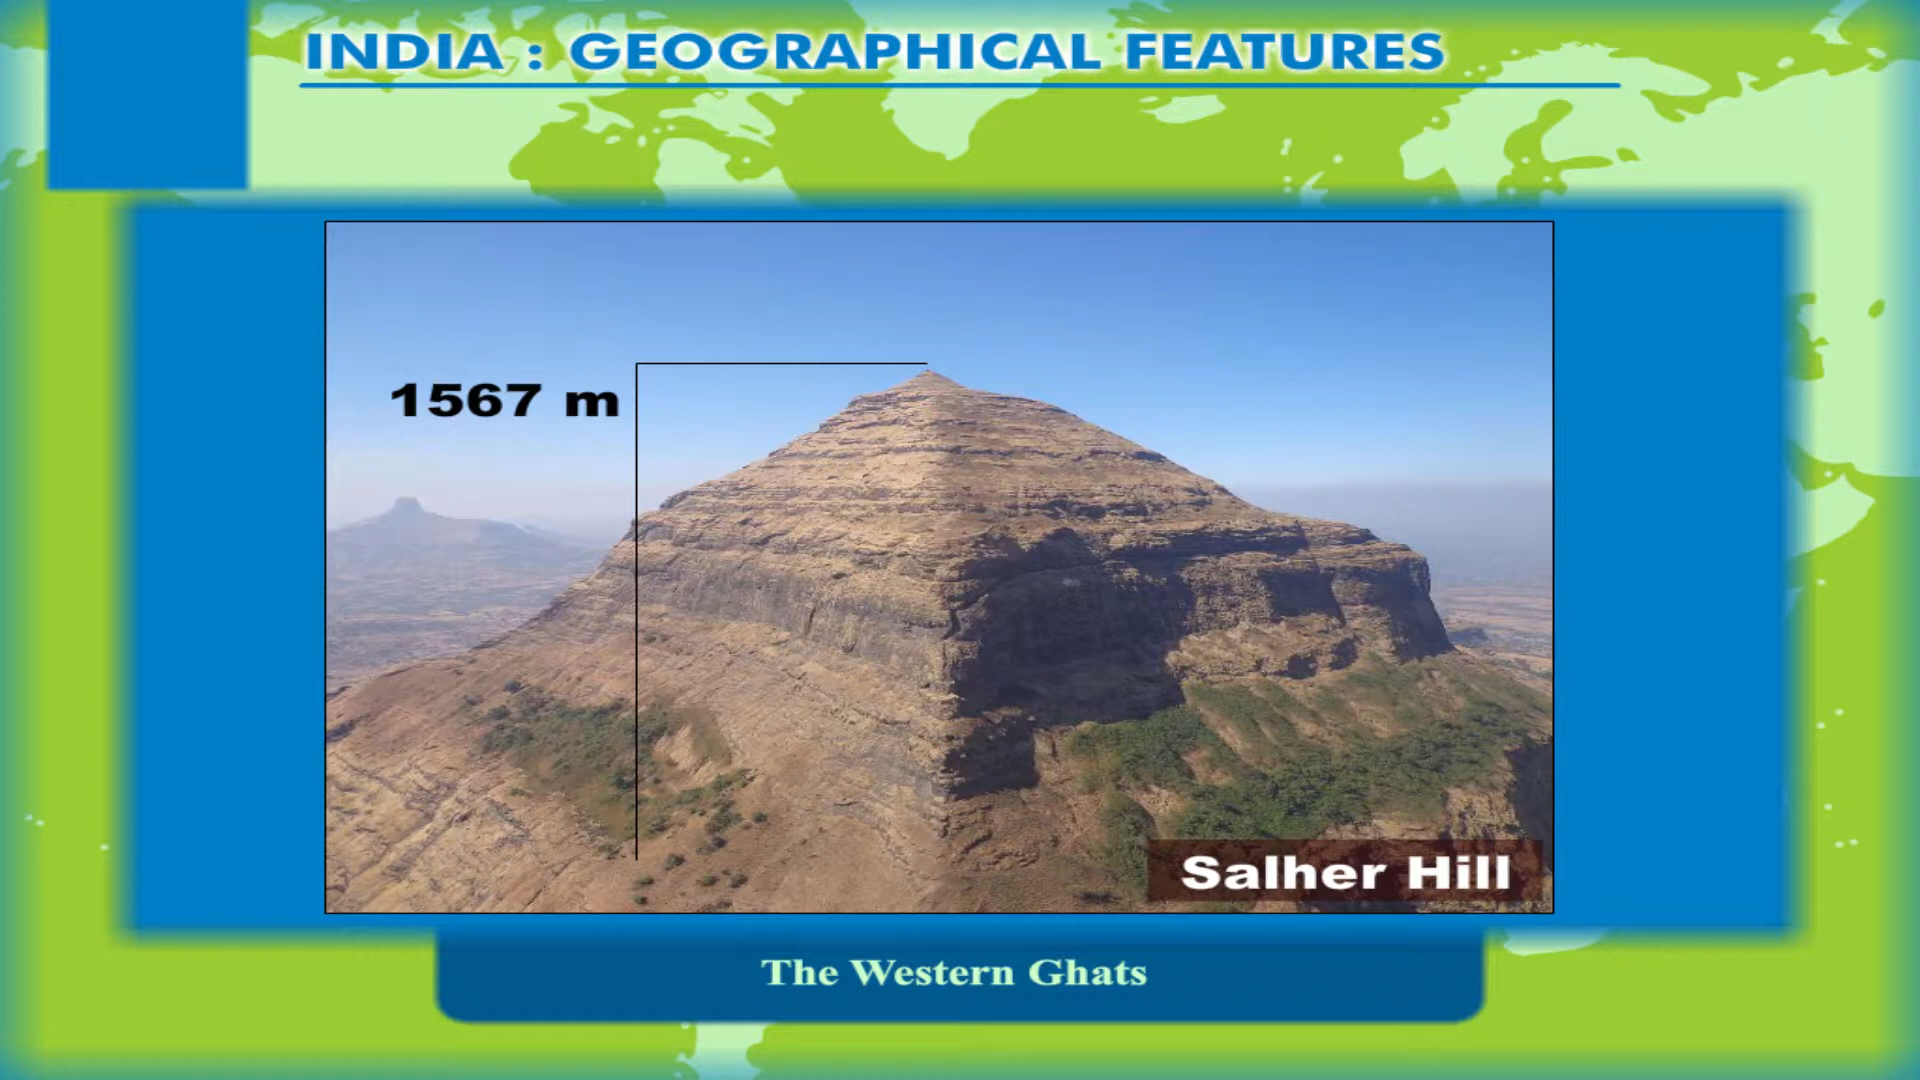 INDIA : GEOGRAPHICAL FEATURES
1567 m
Salher Hill
The Western Ghats